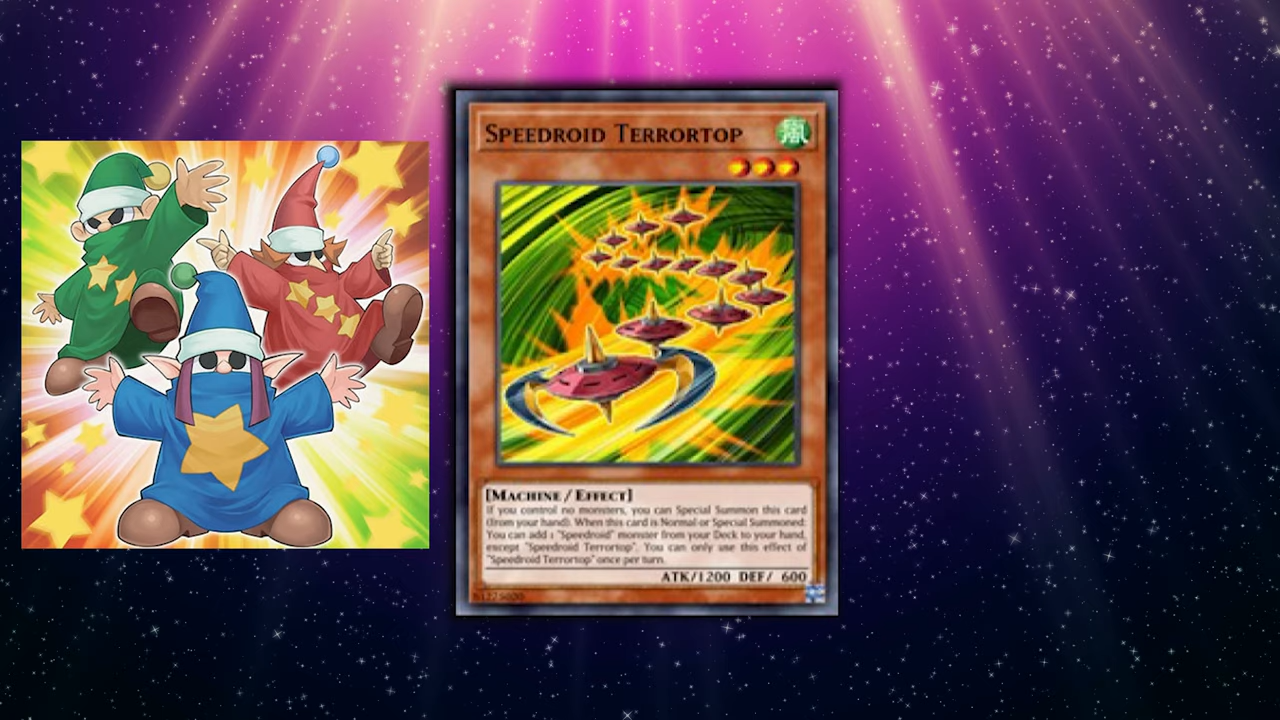 SPEEDROID TERRORTOP
風
[MACHINE / EFFECT]
If you control no monsters, you can Special Summon this card
(from your hand). When this card is Normal or Special Summoned:
You can add 1 "Speedroid" monster from your Deck to your hand,
except "Speedroid Terrortop". You can only use this effect of
"Speedroid Terrortop" once per turn.
ATK/1200 DEF/ 600